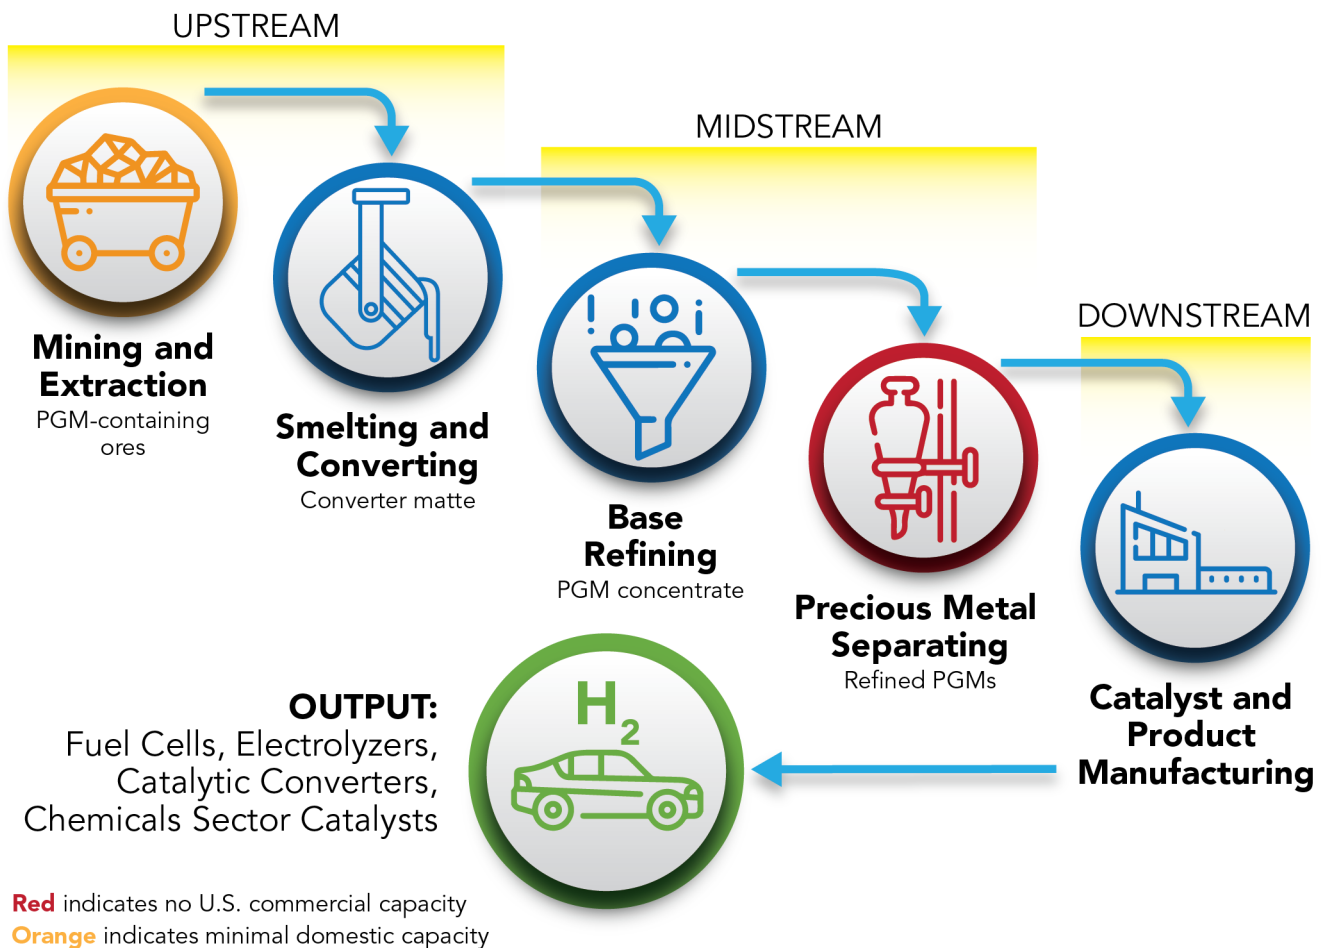 UPSTREAM
Mining and
Extraction
PGM-containing
ores
Smelting and
Converting
Converter matte
MIDSTREAM
Base
Refining
PGM concentrate
Precious Metal
Separating
Refined PGMs
DOWNSTREAM
Catalyst and
Product
Manufacturing
OUTPUT:
Fuel Cells, Electrolyzers,
Catalytic Converters,
Chemicals Sector Catalysts
H2
Red indicates no U.S. commercial capacity
Orange indicates minimal domestic capacity